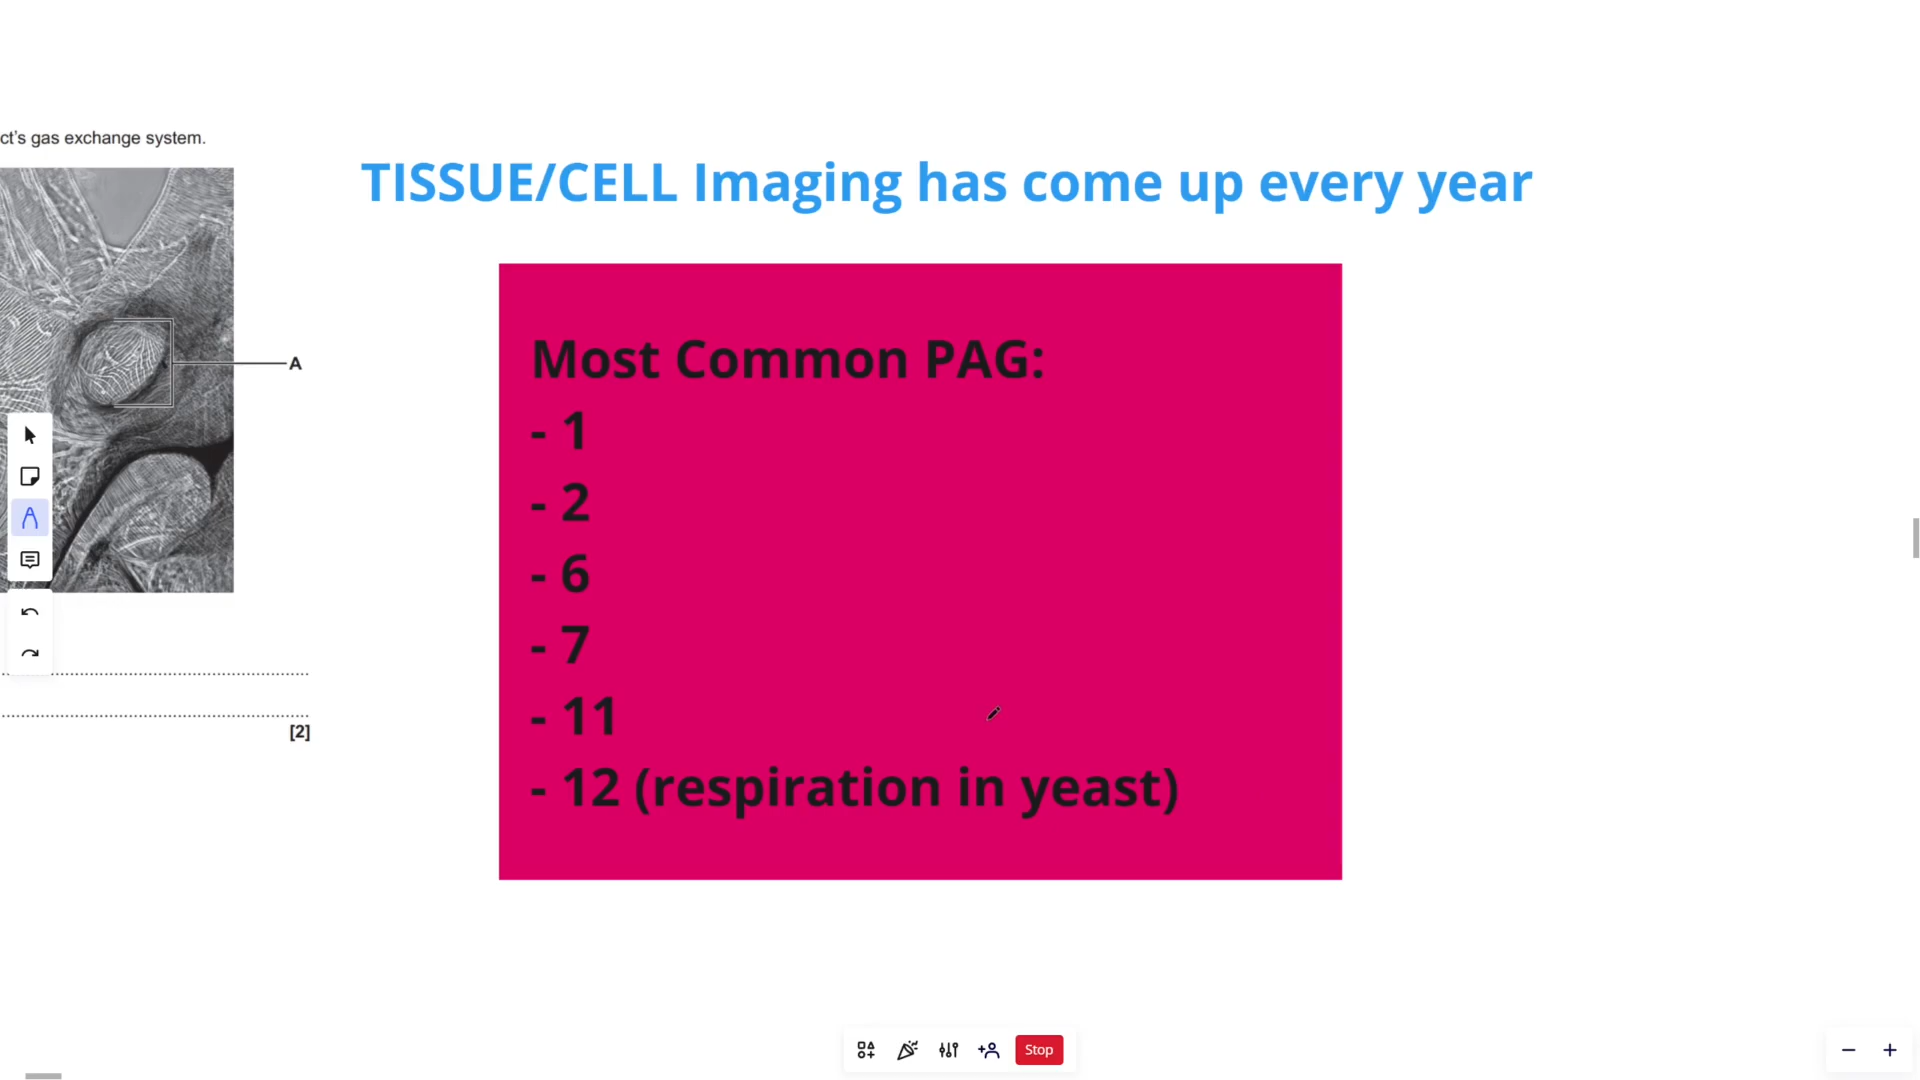 ct's gas exchange system.
TISSUE/CELL Imaging has come up every year
A
Most Common PAG:
- 1
- 2
- 6
- 7
- 11
- 12 (respiration in yeast)
[2]
Stop